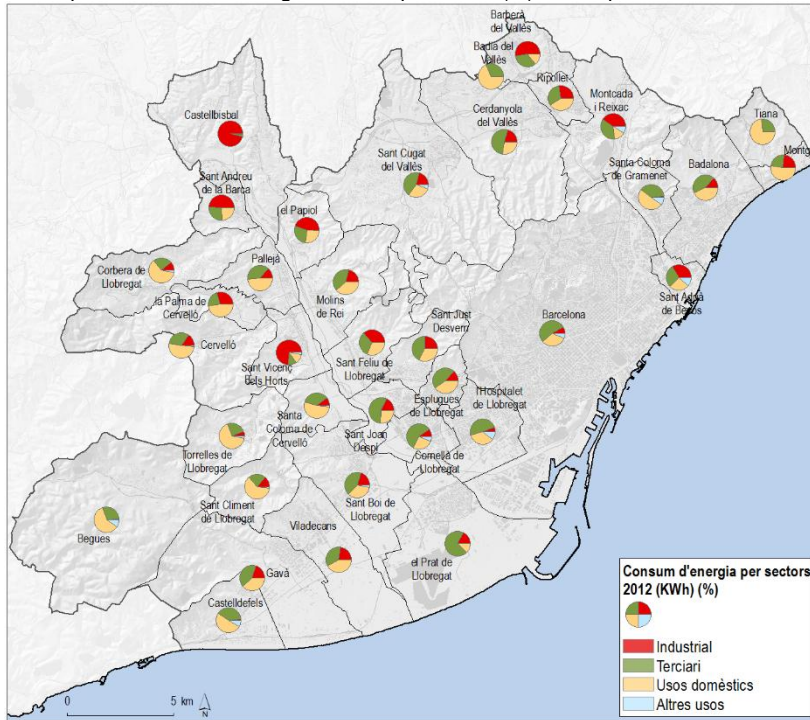 Barberà
del Vallès
Badia del
Vallès
Ripollet
Castellbisbal
Cerdanyola
del Vallès
Montcada
i Reixac
Tiana
Sant Cugat
del Vallès
Santa Coloma
de Gramenet
Badalona
Montg
Sant Andreu
de la Barca
el Papiol
Corbera de
Llobregat
Pallejà
Molins
de Rei
la Palma de
Cervelló
Sant Just
Desvern
Barcelona
Sant Adrià
de Besòs
Cervelló
Sant Vicenç
dels Horts
Sant Feliu de
Llobregat
Esplugues
de Llobregat
l'Hospitalet
de Llobregat
Santa
Coloma de
Cervelló
Sant Joan
Despí
Cornellà de
Llobregat
Torrelles de
Llobregat
Sant Climent
de Llobregat
Sant Boi de
Llobregat
Begues
Viladecans
el Prat de
Llobregat
Gavà
Castelldefels
Consum d'energia per sectors
2012 (KWh) (%)
Industrial
Terciari
Usos domèstics
Altres usos
0 5 km
N